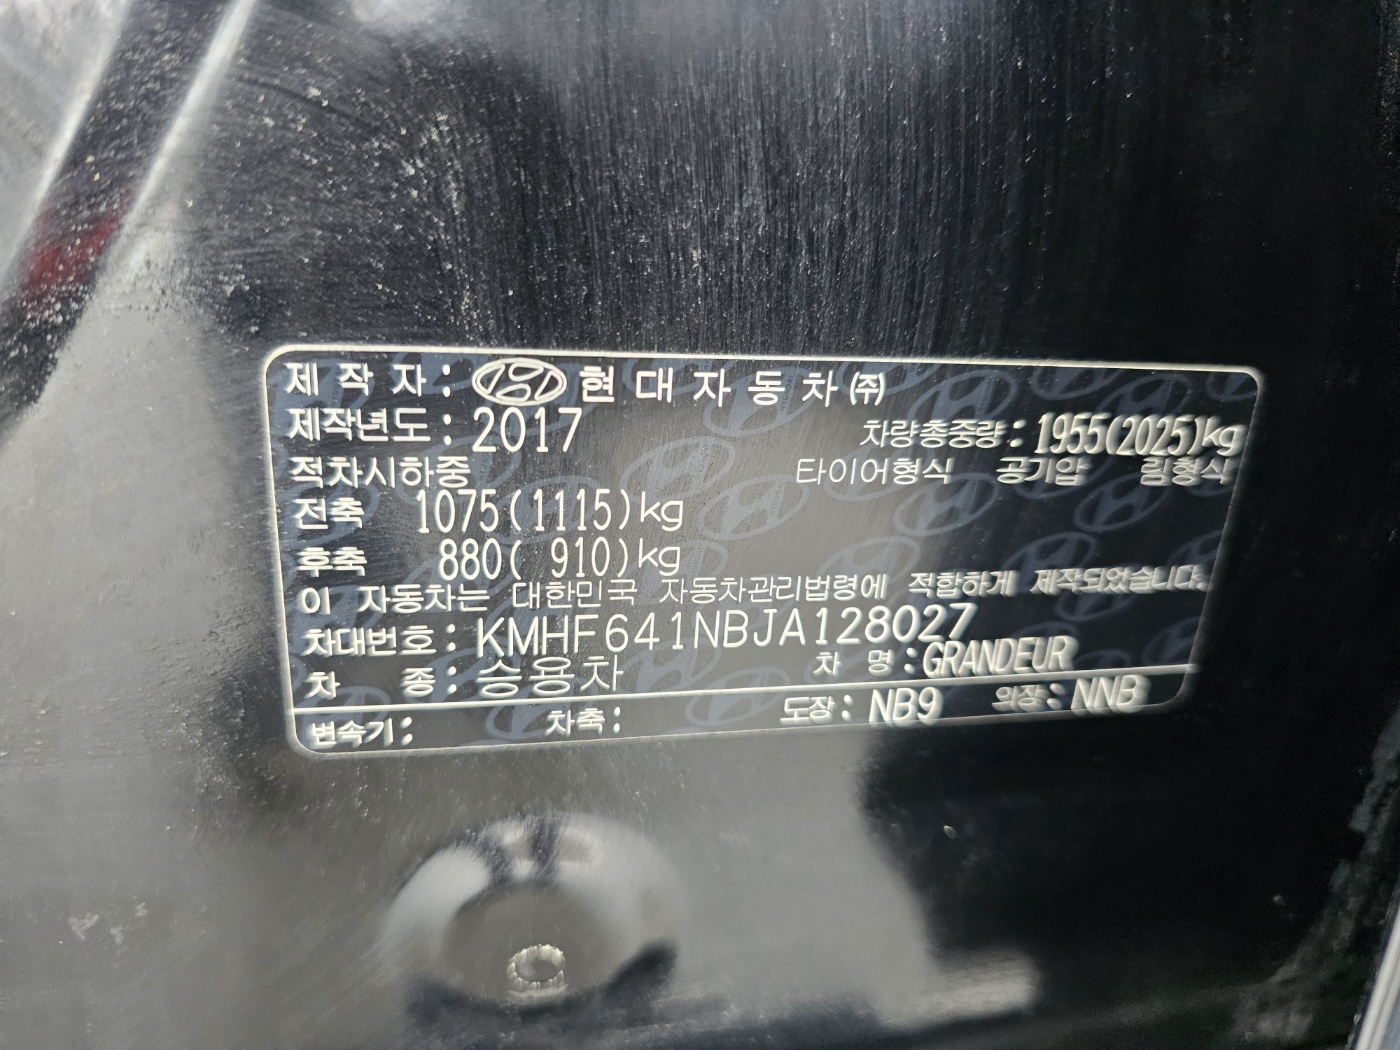 제 작 자 : 현 대 자 동 차 (주)
제작년도 : 2017 차량총중량 : 1955(2025)kg
적차시하중 타이어형식 공기압 림형식
전축 1075(1115)kg
후축 880( 910)kg
이 자동차는 대한민국 자동차관리법령에 적합하게 제작되었습니다.
차대번호 : KMHF641NBJA128027
차 종 : 승용차 차 명 : GRANDEUR
변속기 : 차축 : 도장 : NB9 의장 : NNB